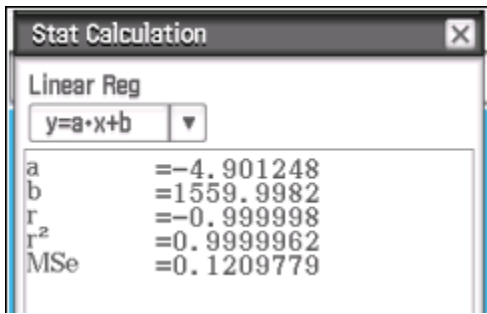 Stat Calculation
Linear Reg
y=a·x+b
a =-4.901248
b =1559.9982
r =-0.999998
r² =0.9999962
MSe =0.1209779